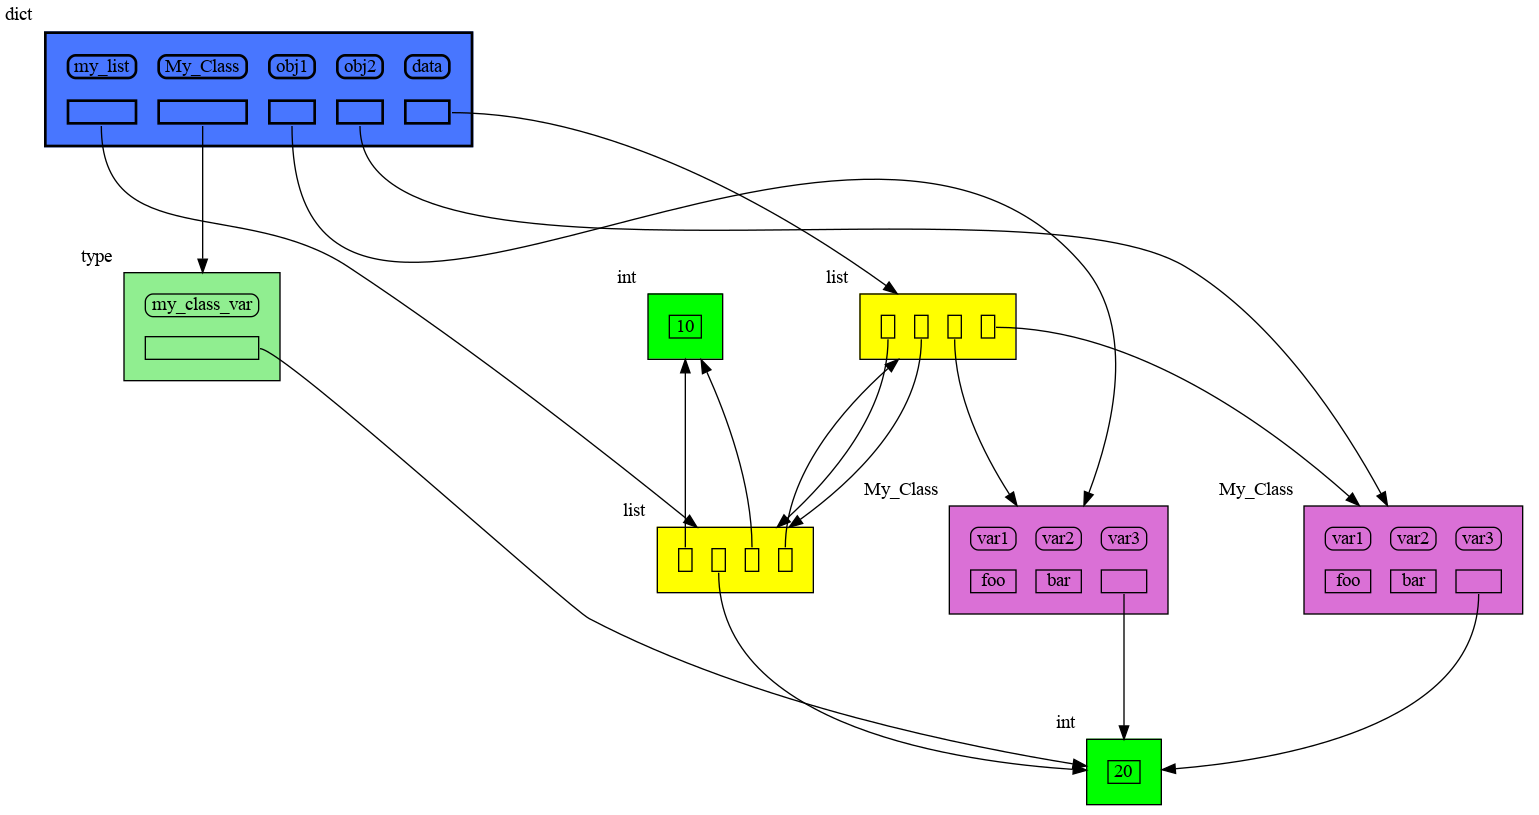 dict
my_list My_Class obj1 obj2 data
type
my_class_var
int
10
list
list
My_Class
var1 var2 var3
foo bar
My_Class
var1 var2 var3
foo bar
int
20